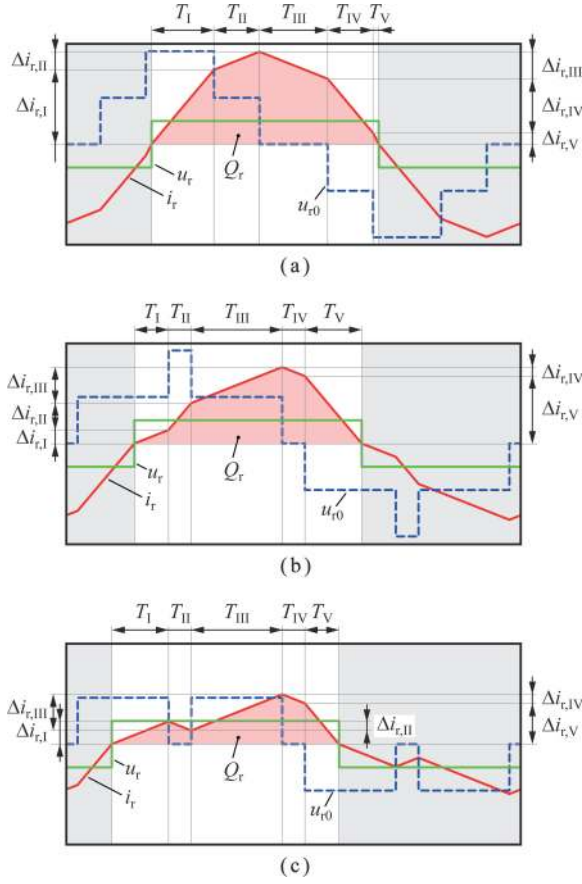 T_I T_II T_III T_IV T_V
Δi_r,II
Δi_r,I
Δi_r,III
Δi_r,IV
Δi_r,V
u_r
i_r
Q_r
u_r0
(a)
T_I T_II T_III T_IV T_V
Δi_r,III
Δi_r,II
Δi_r,I
Δi_r,IV
Δi_r,V
u_r
i_r
Q_r
u_r0
(b)
T_I T_II T_III T_IV T_V
Δi_r,III
Δi_r,I
Δi_r,II
Δi_r,IV
Δi_r,V
u_r
i_r
Q_r
u_r0
(c)